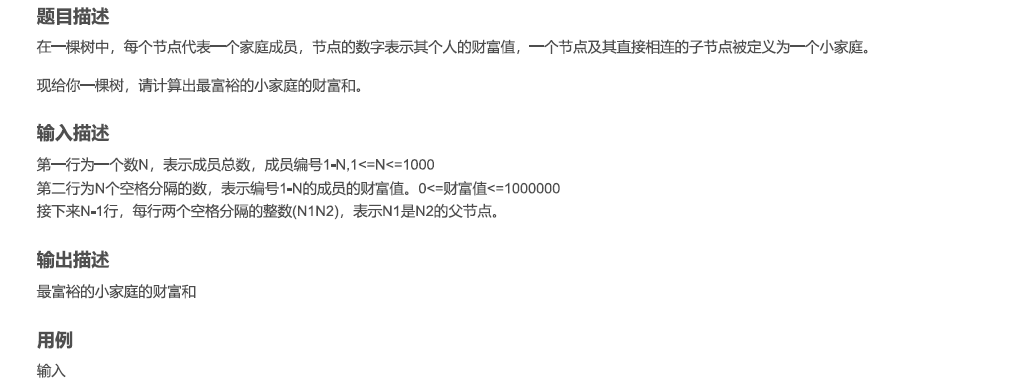 题目描述
在一棵树中，每个节点代表一个家庭成员，节点的数字表示其个人的财富值，一个节点及其直接相连的子节点被定义为一个小家庭。
现给你一棵树，请计算出最富裕的小家庭的财富和。
输入描述
第一行为一个数N，表示成员总数，成员编号1-N,1<=N<=1000
第二行为N个空格分隔的数，表示编号1-N的成员的财富值。0<=财富值<=1000000
接下来N-1行，每行两个空格分隔的整数(N1N2)，表示N1是N2的父节点。
输出描述
最富裕的小家庭的财富和
用例
输入